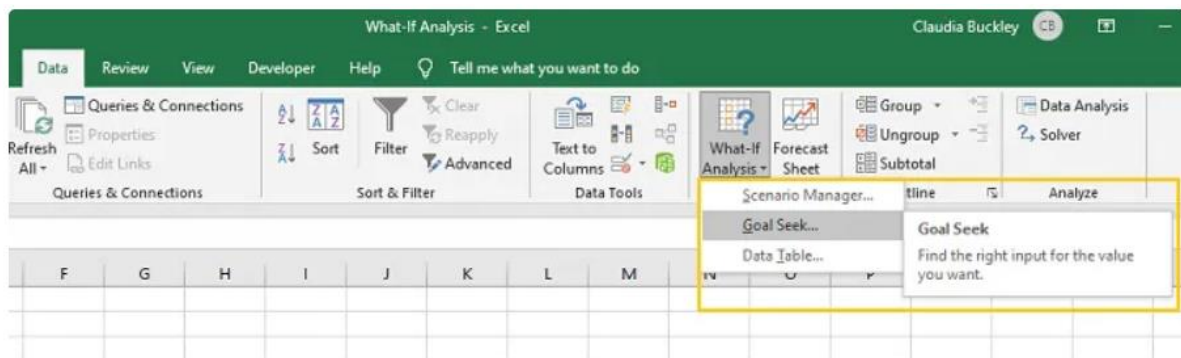 What-If Analysis - Excel
Claudia Buckley
CB
Data Review View Developer Help Tell me what you want to do
Refresh All
Queries & Connections
Properties
Edit Links
Queries & Connections
Sort
Filter
Clear
Reapply
Advanced
Sort & Filter
Text to
Columns
Data Tools
What-If
Analysis
Forecast
Sheet
Group
Ungroup
Subtotal
tline
Data Analysis
Solver
Analyze
Scenario Manager...
Goal Seek...
Data Table...
Goal Seek
Find the right input for the value
you want.
F G H I J K L M